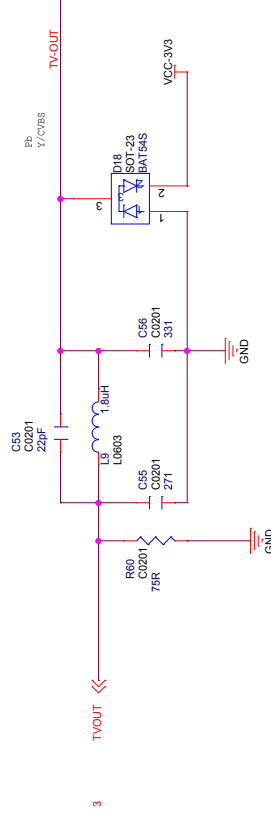 TV-OUT
Pb
Y/CVBS
VCC-3V3
D18
SOT-23
BAT54S
3
3
2
1
C56
C0201
331
GND
C53
C0201
22pF
1.8uH
L9
L0603
C55
C0201
271
R60
C0201
75R
GND
TVOUT
3